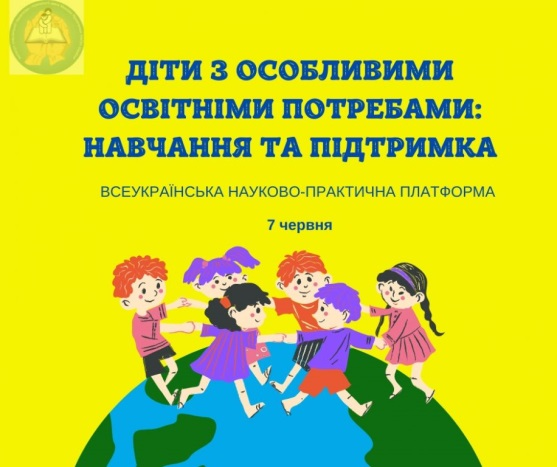 ДІТИ З ОСОБЛИВИМИ
ОСВІТНІМИ ПОТРЕБАМИ:
НАВЧАННЯ ТА ПІДТРИМКА
ВСЕУКРАЇНСЬКА НАУКОВО-ПРАКТИЧНА ПЛАТФОРМА
7 червня